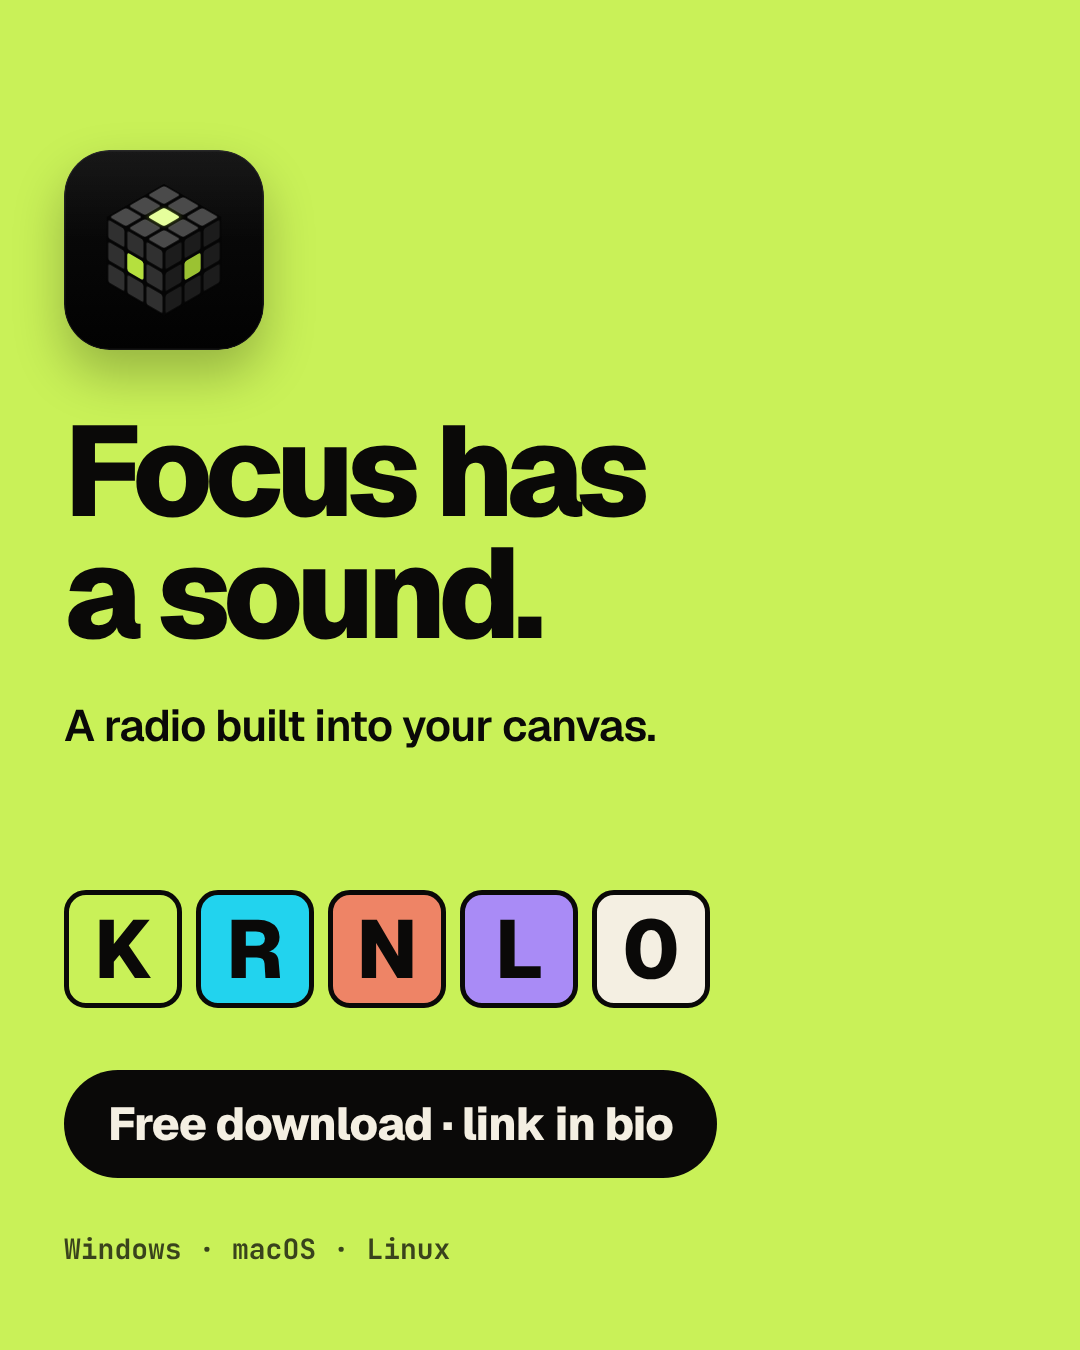 Focus has
a sound.
A radio built into your canvas.
K R N L O
Free download · link in bio
Windows · macOS · Linux